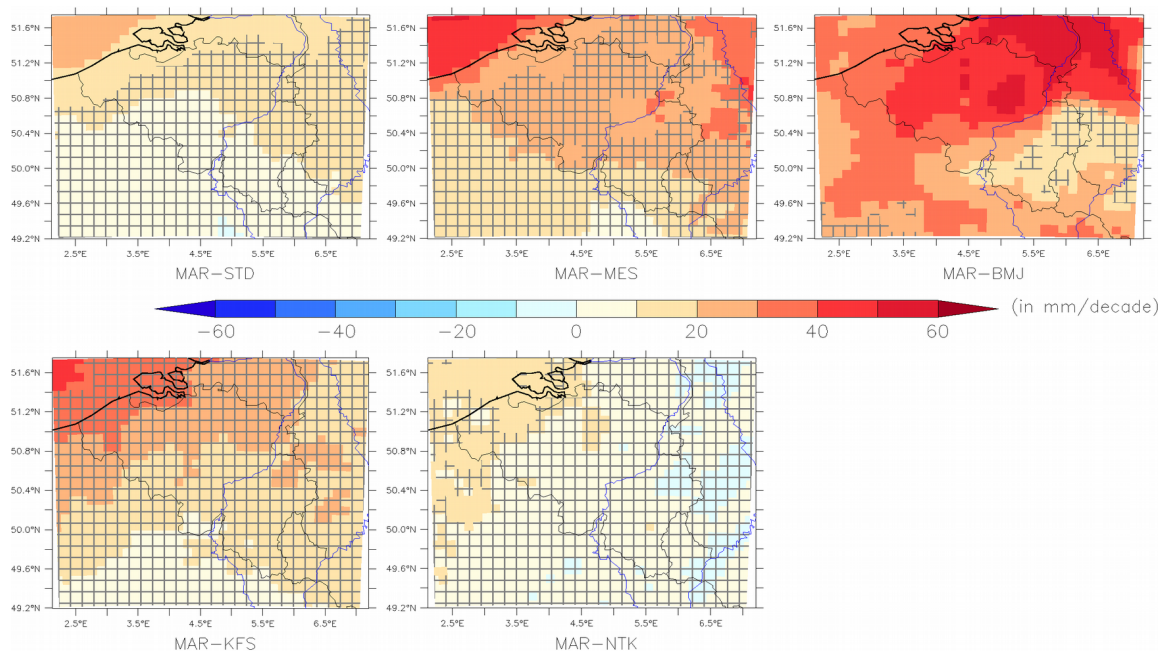 51.6°N
51.2°N
50.8°N
50.4°N
50.0°N
49.6°N
49.2°N
2.5°E 3.5°E 4.5°E 5.5°E 6.5°E
MAR-STD
51.6°N
51.2°N
50.8°N
50.4°N
50.0°N
49.6°N
49.2°N
2.5°E 3.5°E 4.5°E 5.5°E 6.5°E
MAR-MES
51.6°N
51.2°N
50.8°N
50.4°N
50.0°N
49.6°N
49.2°N
2.5°E 3.5°E 4.5°E 5.5°E 6.5°E
MAR-BMJ
−60 −40 −20 0 20 40 60 (in mm/decade)
51.6°N
51.2°N
50.8°N
50.4°N
50.0°N
49.6°N
49.2°N
2.5°E 3.5°E 4.5°E 5.5°E 6.5°E
MAR-KFS
51.6°N
51.2°N
50.8°N
50.4°N
50.0°N
49.6°N
49.2°N
2.5°E 3.5°E 4.5°E 5.5°E 6.5°E
MAR-NTK